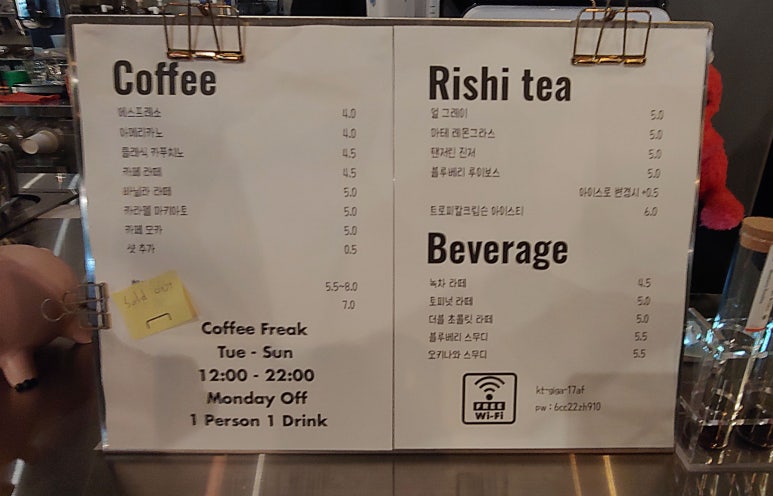 Coffee
에스프레소 4.0
아메리카노 4.0
클래식 카푸치노 4.5
카페 라떼 4.5
바닐라 라떼 5.0
카라멜 마키아토 5.0
카페 모카 5.0
샷 추가 0.5
5.5~8.0
7.0
Sold out
Coffee Freak
Tue - Sun
12:00 - 22:00
Monday Off
1 Person 1 Drink
Rishi tea
얼 그레이 5.0
마테 레몬그라스 5.0
탠저린 진저 5.0
블루베리 루이보스 5.0
아이스로 변경시 +0.5
트로피칼크림슨 아이스티 6.0
Beverage
녹차 라떼 4.5
토피넛 라떼 5.0
더블 초콜릿 라떼 5.0
블루베리 스무디 5.5
오키나와 스무디 5.5
FREE
Wi-Fi
kt-giga-17af
pw : 6cc22zh910